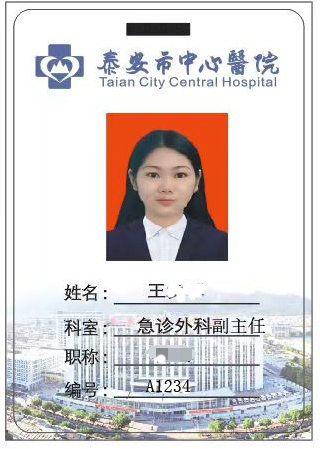 泰安市中心醫院
Taian City Central Hospital
姓名: 王
科室: 急诊外科副主任
职称:
编号: A1234